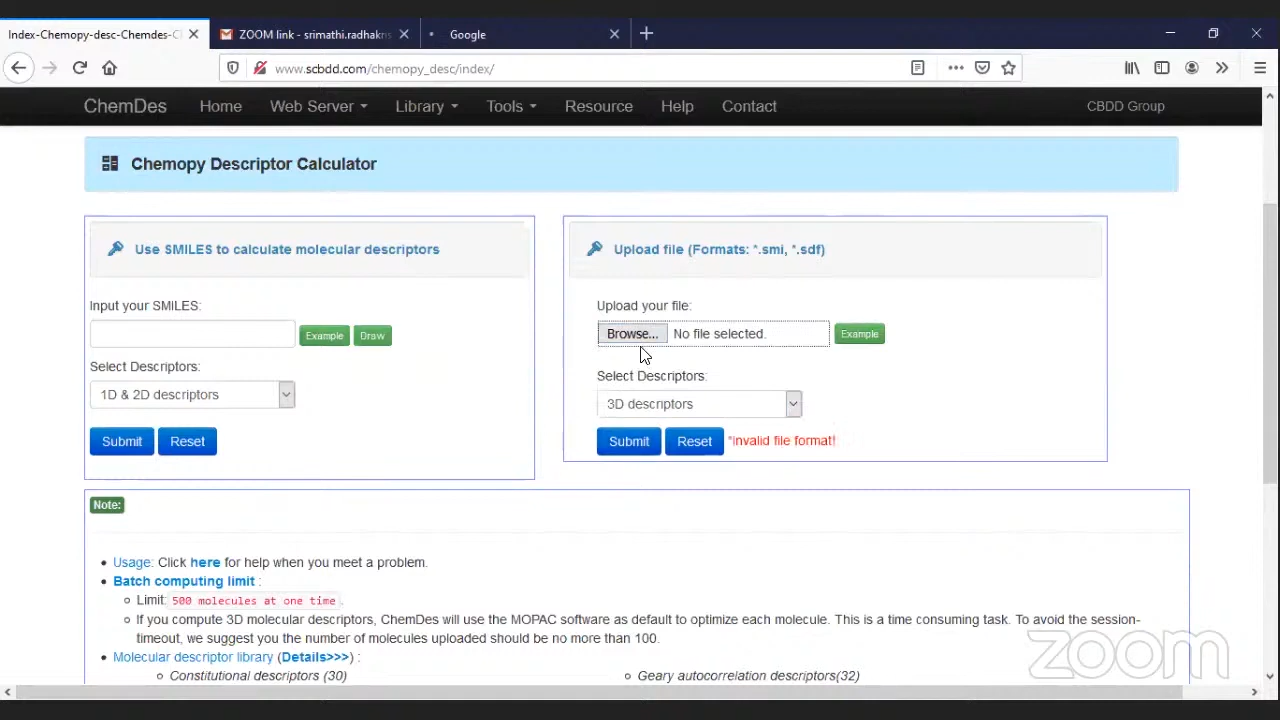 Index-Chemopy-desc-Chemdes-C
ZOOM link - srimathi.radhakris
Google
www.scbdd.com/chemopy_desc/index/
ChemDes Home Web Server Library Tools Resource Help Contact CBDD Group
Chemopy Descriptor Calculator
Use SMILES to calculate molecular descriptors
Input your SMILES:
Example Draw
Select Descriptors:
1D & 2D descriptors
Submit Reset
Upload file (Formats: *.smi, *.sdf)
Upload your file:
Browse... No file selected. Example
Select Descriptors:
3D descriptors
Submit Reset *Invalid file format!
Note:
Usage: Click here for help when you meet a problem.
Batch computing limit :
Limit: 500 molecules at one time.
If you compute 3D molecular descriptors, ChemDes will use the MOPAC software as default to optimize each molecule. This is a time consuming task. To avoid the session-
timeout, we suggest you the number of molecules uploaded should be no more than 100.
Molecular descriptor library (Details>>>) :
Constitutional descriptors (30)
Geary autocorrelation descriptors(32)
zoom